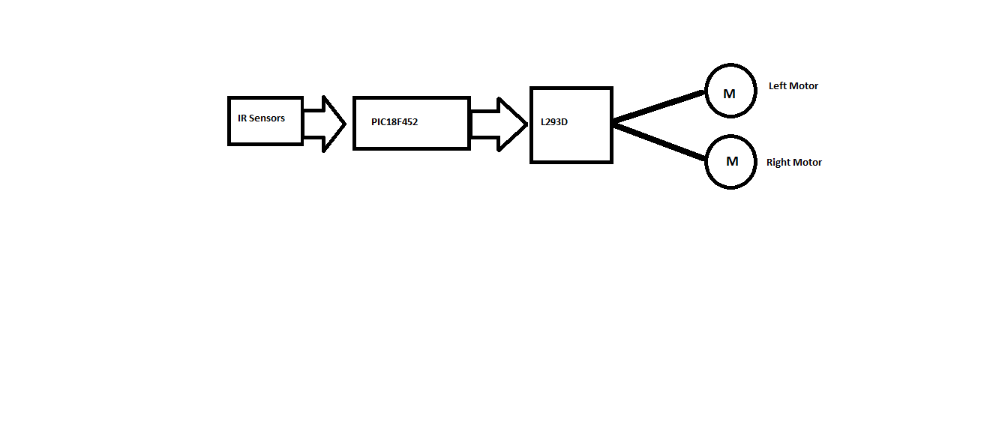 IR Sensors
PIC18F452
L293D
M
Left Motor
M
Right Motor